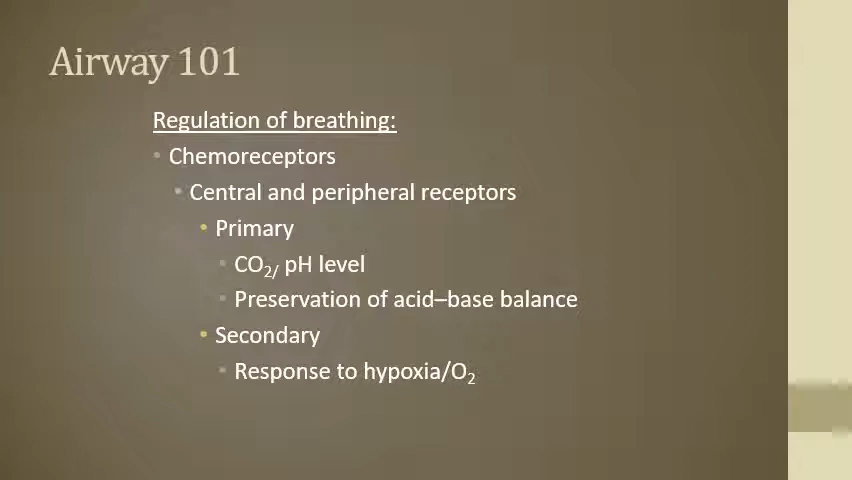 Airway 101
Regulation of breathing:
• Chemoreceptors
• Central and peripheral receptors
• Primary
• CO₂/ pH level
• Preservation of acid–base balance
• Secondary
• Response to hypoxia/O₂